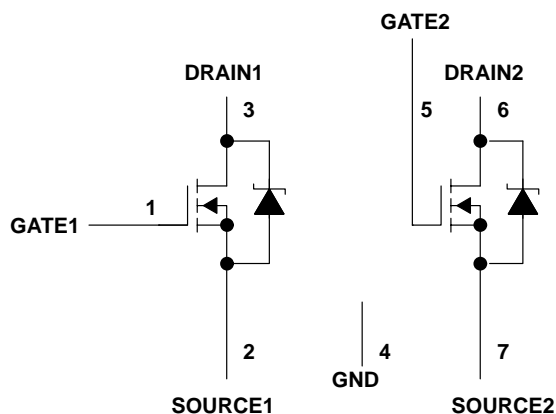 GATE2
DRAIN1
DRAIN2
3
5
6
1
GATE1
2
4
7
GND
SOURCE1
SOURCE2